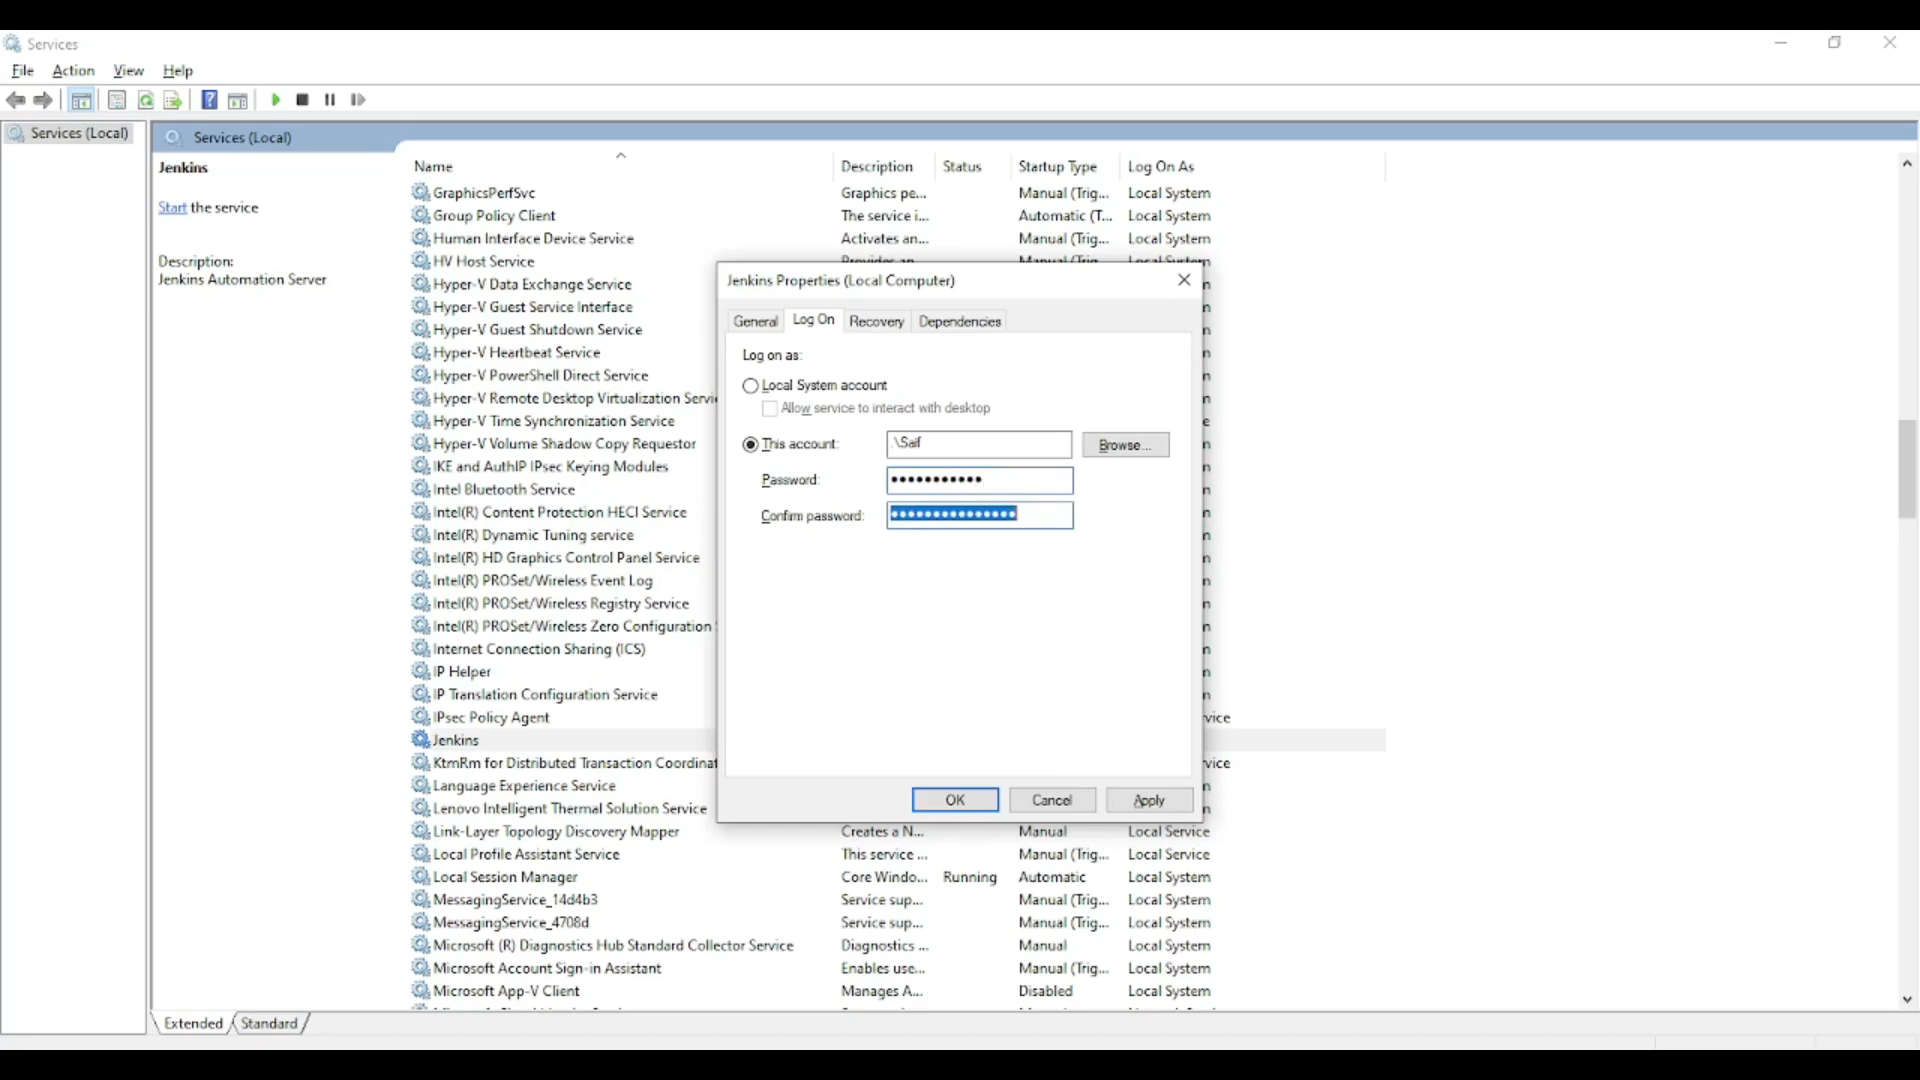 Services
File Action View Help
Services (Local)
Services (Local)
Jenkins
Start the service
Description:
Jenkins Automation Server
Name Description Status Startup Type Log On As
GraphicsPerfSvc Graphics pe... Manual (Trig... Local System
Group Policy Client The service i... Automatic (T... Local System
Human Interface Device Service Activates an... Manual (Trig... Local System
HV Host Service Provides an Manual (Trig Local System
Hyper-V Data Exchange Service
Hyper-V Guest Service Interface
Hyper-V Guest Shutdown Service
Hyper-V Heartbeat Service
Hyper-V PowerShell Direct Service
Hyper-V Remote Desktop Virtualization Servi
Hyper-V Time Synchronization Service
Hyper-V Volume Shadow Copy Requestor
IKE and AuthIP IPsec Keying Modules
Intel Bluetooth Service
Intel(R) Content Protection HECI Service
Intel(R) Dynamic Tuning service
Intel(R) HD Graphics Control Panel Service
Intel(R) PROSet/Wireless Event Log
Intel(R) PROSet/Wireless Registry Service
Intel(R) PROSet/Wireless Zero Configuration
Internet Connection Sharing (ICS)
IP Helper
IP Translation Configuration Service
IPsec Policy Agent vice
Jenkins
KtmRm for Distributed Transaction Coordinat vice
Language Experience Service
Lenovo Intelligent Thermal Solution Service
Link-Layer Topology Discovery Mapper Creates a N... Manual Local Service
Local Profile Assistant Service This service ... Manual (Trig... Local Service
Local Session Manager Core Windo... Running Automatic Local System
MessagingService_14d4b3 Service sup... Manual (Trig... Local System
MessagingService_4708d Service sup... Manual (Trig... Local System
Microsoft (R) Diagnostics Hub Standard Collector Service Diagnostics ... Manual Local System
Microsoft Account Sign-in Assistant Enables use... Manual (Trig... Local System
Microsoft App-V Client Manages A... Disabled Local System
Jenkins Properties (Local Computer)
General Log On Recovery Dependencies
Log on as:
Local System account
Allow service to interact with desktop
This account: .\Saif Browse...
Password:
Confirm password:
OK Cancel Apply
Extended Standard